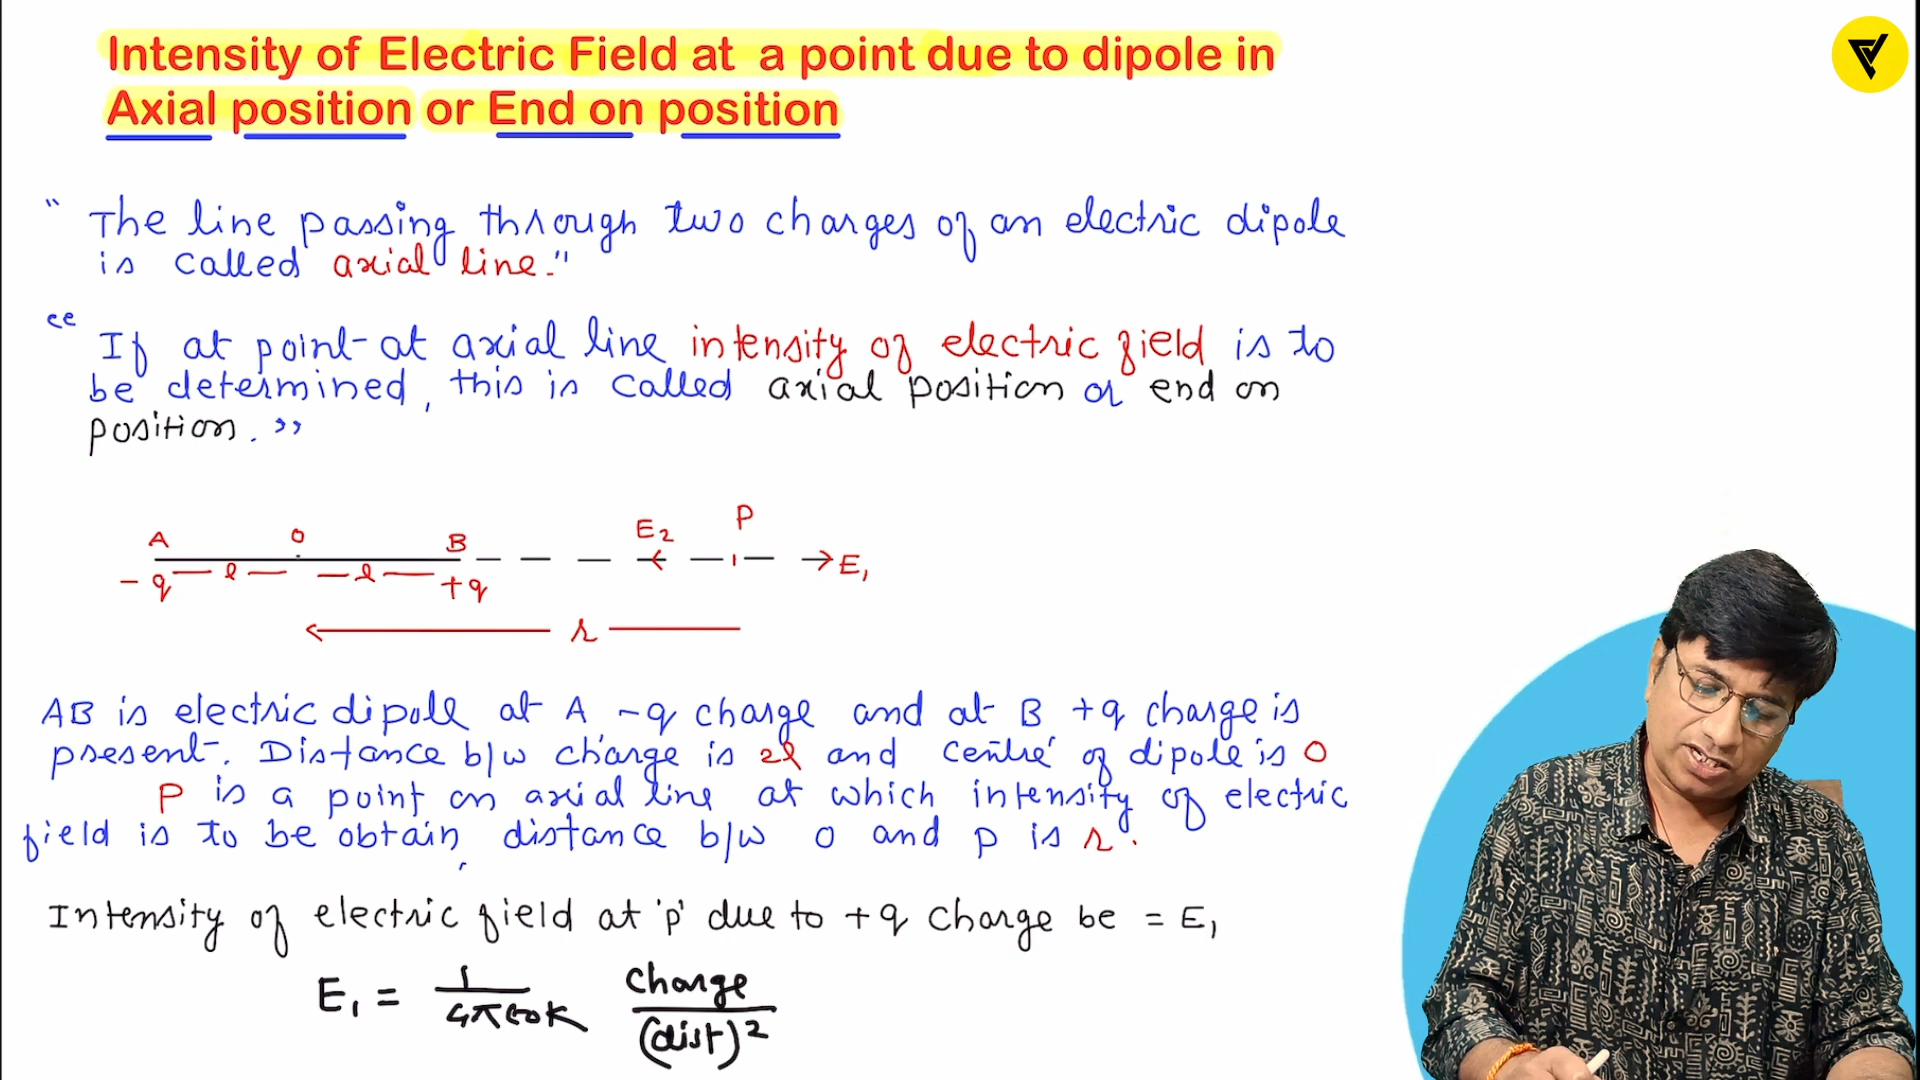 Intensity of Electric Field at a point due to dipole in
Axial position or End on position
" The line passing through two charges of an electric dipole
is called axial line."
" If at point at axial line intensity of electric field is to
be determined, this is called axial position or end on
position. "
A O B E2 P
- q l l +q E1
r
AB is electric dipole at A -q charge and at B +q charge is
present. Distance b/w charge is 2l and centre of dipole is O
P is a point on axial line at which intensity of electric
field is to be obtain, distance b/w O and P is r.
Intensity of electric field at 'p' due to +q charge be = E1
E1 = 1/4π∈0K charge/(dist)2